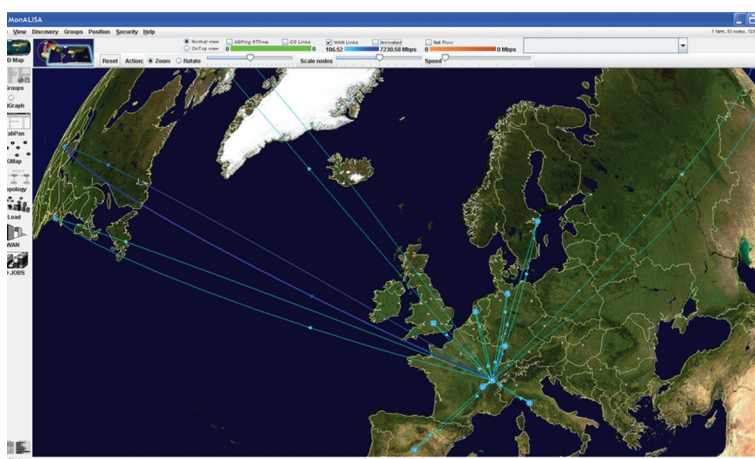 MonALISA
View Discovery Groups Position Security Help
Normal view ABPing RTTime OS Links WAN Links Animated Net Flow
OnTop view 0 0 106.52 7230.58 Mbps 0 0 Mbps
D Map
Reset Action: Zoom Rotate Scale nodes Speed
roups
Graph
abPan
GMap
opology
Load
WAN
JOBS